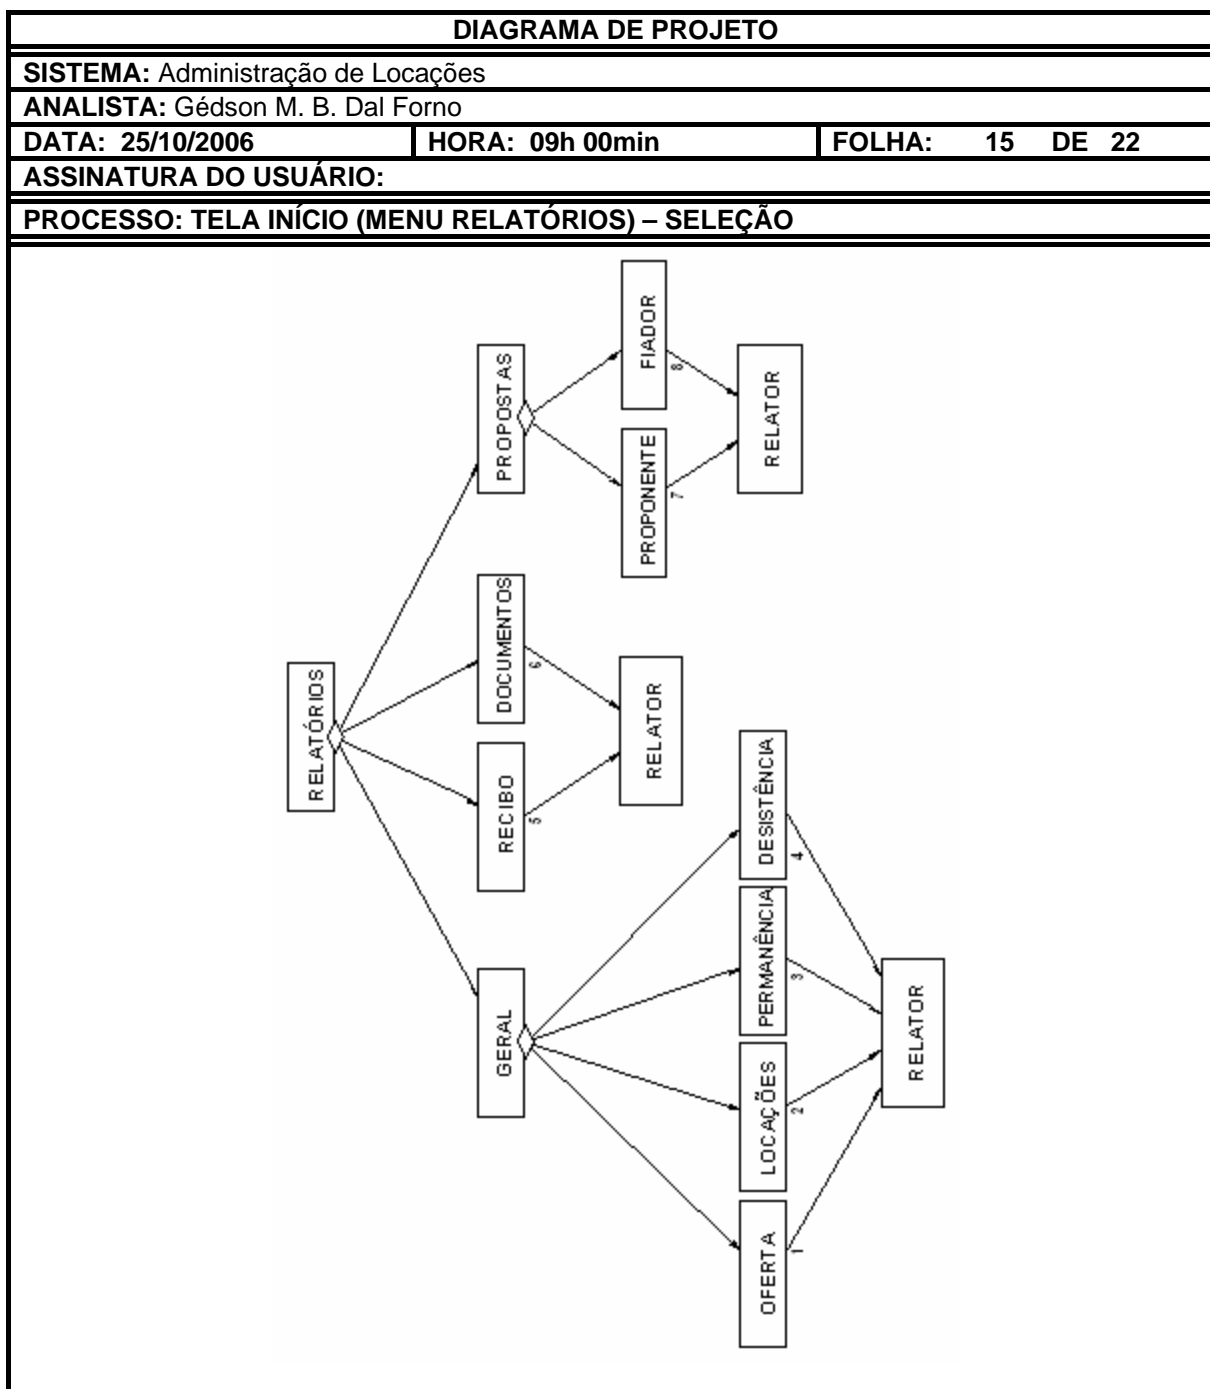 DIAGRAMA DE PROJETO
SISTEMA: Administração de Locações
ANALISTA: Gédson M. B. Dal Forno
DATA: 25/10/2006 HORA: 09h 00min FOLHA: 15 DE 22
ASSINATURA DO USUÁRIO:
PROCESSO: TELA INÍCIO (MENU RELATÓRIOS) – SELEÇÃO
RELATÓRIOS
GERAL
RECIBO
DOCUMENTOS
PROPOSTAS
5
6
PROPONENTE
FIADOR
RELATOR
7
8
OFERTA
LOCAÇÕES
PERMANÊNCIA
DESISTÊNCIA
RELATOR
1
2
3
4
RELATOR